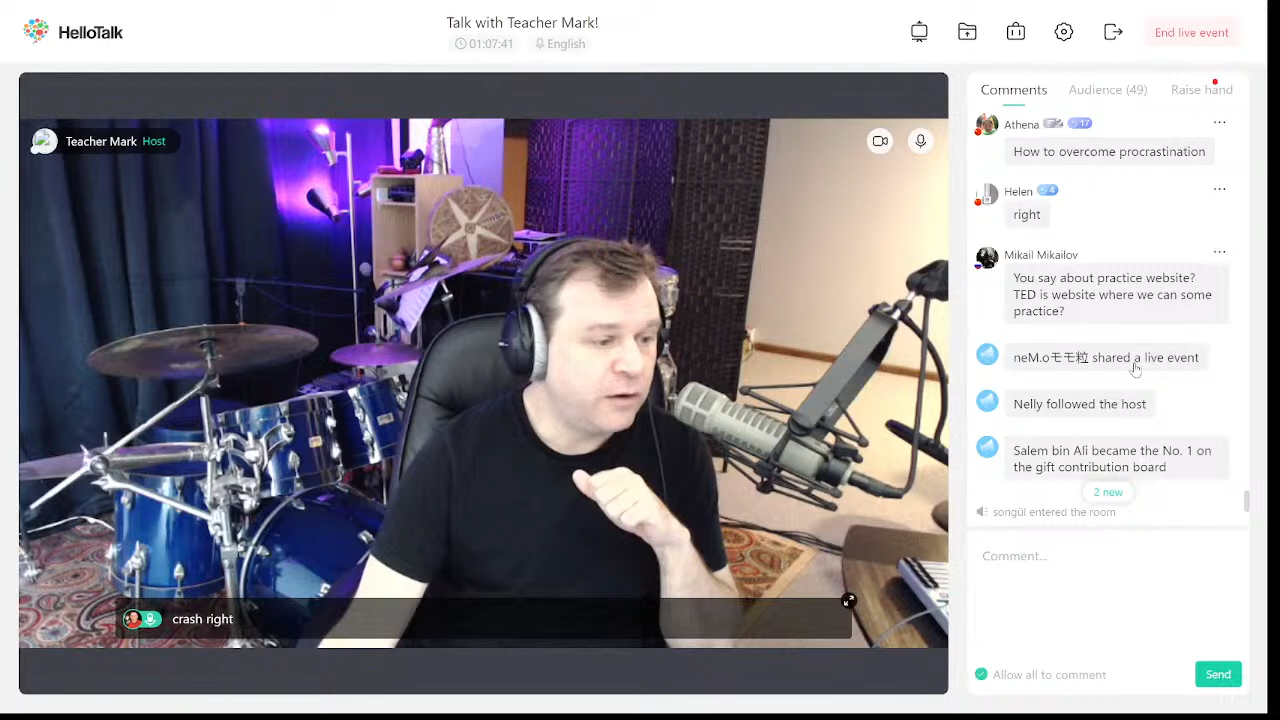 HelloTalk
Talk with Teacher Mark!
01:07:41
English
End live event
Teacher Mark Host
crash right
Comments
Audience (49)
Raise hand
Athena
17
How to overcome procrastination
Helen
4
right
Mikail Mikailov
You say about practice website?
TED is website where we can some
practice?
neM.oモモ粒 shared a live event
Nelly followed the host
Salem bin Ali became the No. 1 on
the gift contribution board
2 new
songül entered the room
Comment...
Allow all to comment
Send